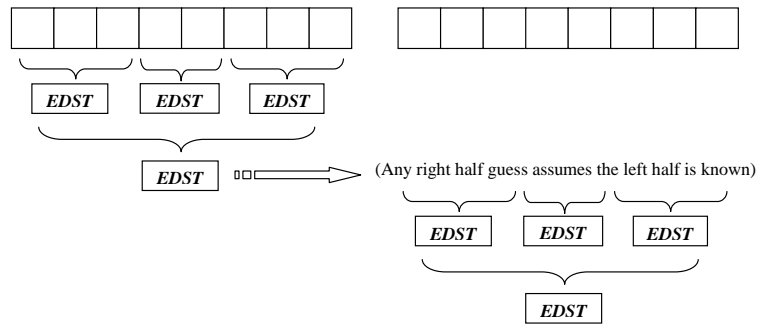 EDST EDST EDST
EDST
(Any right half guess assumes the left half is known)
EDST EDST EDST
EDST